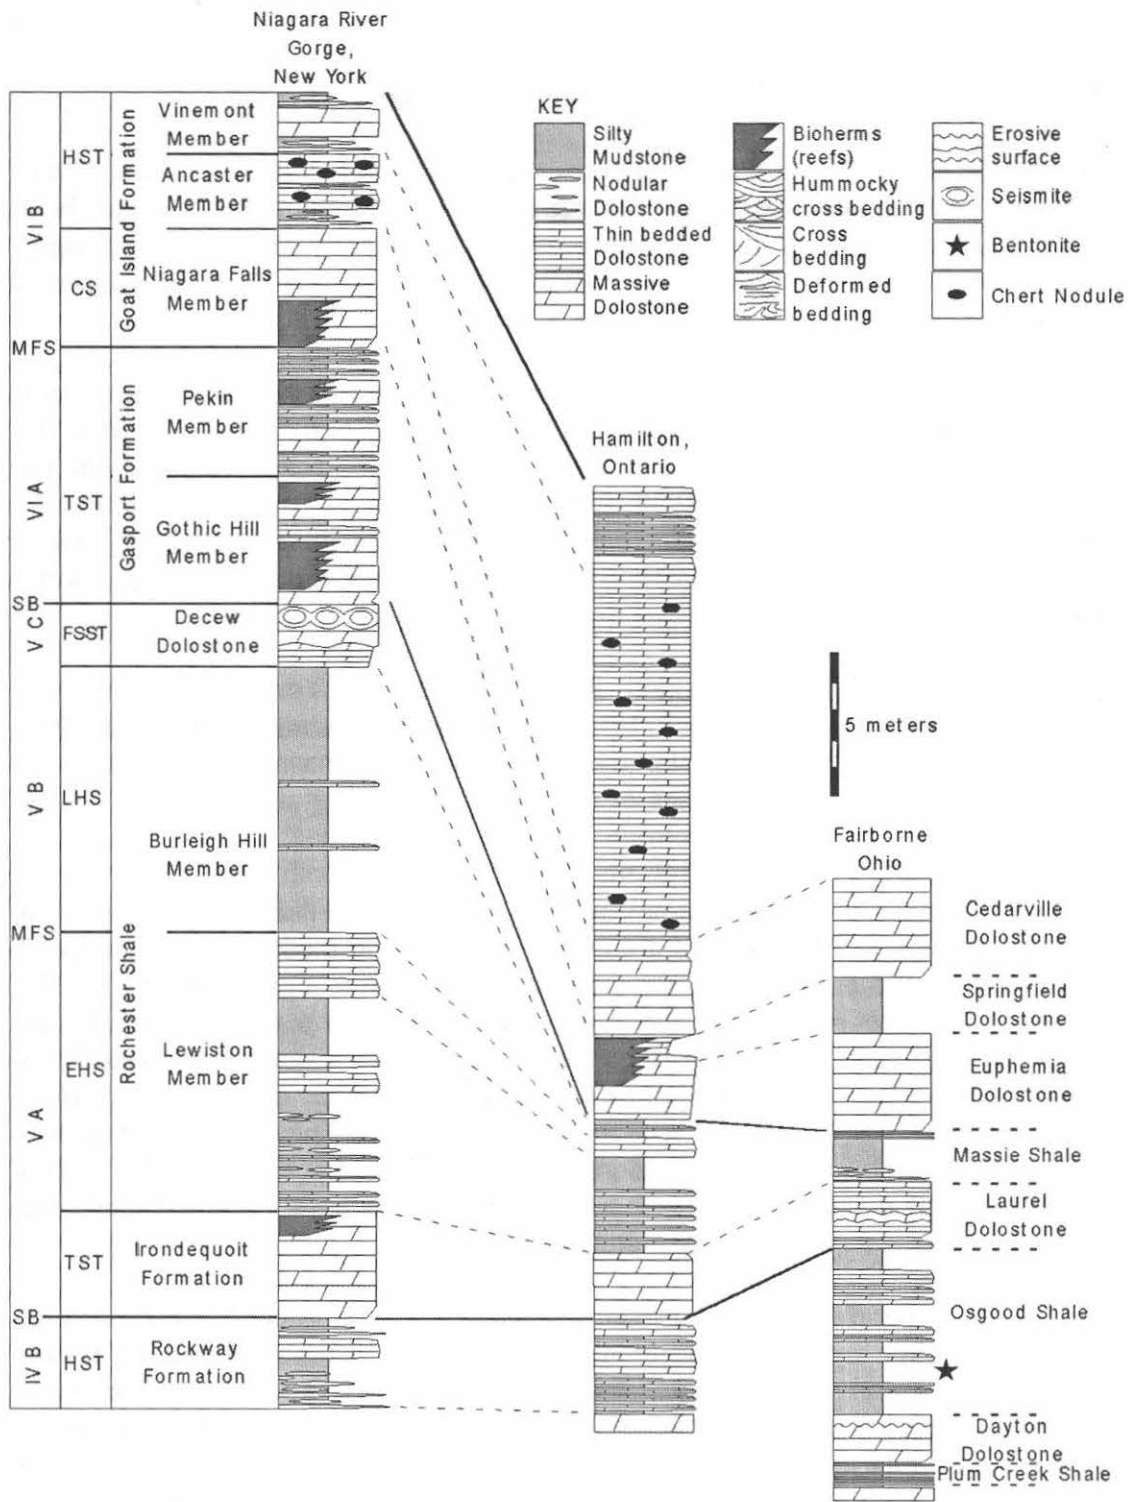 Niagara River
Gorge,
New York
VI B
HST
CS
Goat Island Formation
Vinemont
Member
Ancaster
Member
Niagara Falls
Member
MFS
VI A
TST
Gasport Formation
Pekin
Member
Gothic Hill
Member
SB
V C
FSST
Decew
Dolostone
V B
LHS
Burleigh Hill
Member
MFS
Rochester Shale
V A
EHS
Lewiston
Member
TST
Irondequoit
Formation
SB
IV B
HST
Rockway
Formation
KEY
Silty
Mudstone
Nodular
Dolostone
Thin bedded
Dolostone
Massive
Dolostone
Bioherms
(reefs)
Hummocky
cross bedding
Cross
bedding
Deformed
bedding
Erosive
surface
Seismite
Bentonite
Chert Nodule
Hamilton,
Ontario
5 meters
Fairborne
Ohio
Cedarville
Dolostone
Springfield
Dolostone
Euphemia
Dolostone
Massie Shale
Laurel
Dolostone
Osgood Shale
Dayton
Dolostone
Plum Creek Shale